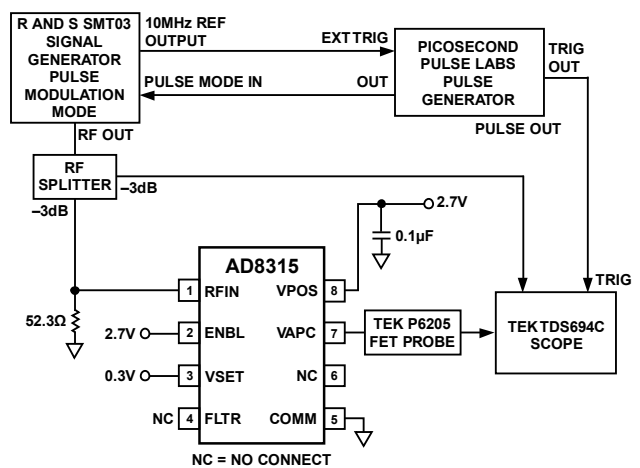 R AND S SMT03
SIGNAL
GENERATOR
PULSE
MODULATION
MODE
10MHz REF
OUTPUT
EXT TRIG
PICOSECOND
PULSE LABS
PULSE
GENERATOR
TRIG
OUT
PULSE MODE IN
OUT
RF OUT
PULSE OUT
RF
SPLITTER
–3dB
–3dB
2.7V
0.1µF
AD8315
TRIG
1 RFIN
VPOS 8
52.3Ω
2.7V
2 ENBL
VAPC 7
TEK P6205
FET PROBE
TEK TDS694C
SCOPE
0.3V
3 VSET
NC 6
NC
4 FLTR
COMM 5
NC = NO CONNECT